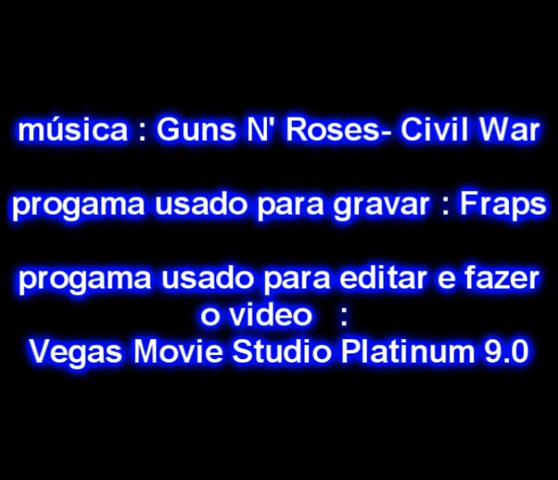 música : Guns N' Roses- Civil War
progama usado para gravar : Fraps
progama usado para editar e fazer
o video :
Vegas Movie Studio Platinum 9.0